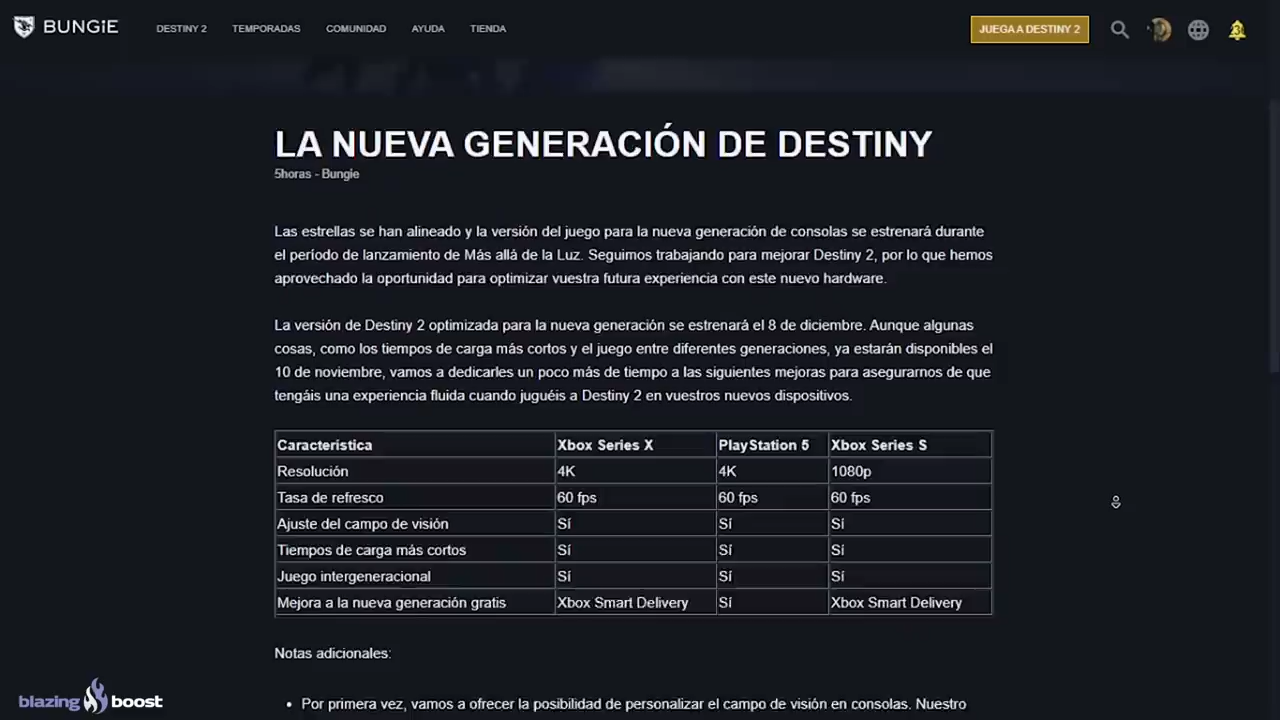 BUNGiE DESTINY 2 TEMPORADAS COMUNIDAD AYUDA TIENDA JUEGA A DESTINY 2 3
LA NUEVA GENERACIÓN DE DESTINY
5horas - Bungie
Las estrellas se han alineado y la versión del juego para la nueva generación de consolas se estrenará durante
el período de lanzamiento de Más allá de la Luz. Seguimos trabajando para mejorar Destiny 2, por lo que hemos
aprovechado la oportunidad para optimizar vuestra futura experiencia con este nuevo hardware.
La versión de Destiny 2 optimizada para la nueva generación se estrenará el 8 de diciembre. Aunque algunas
cosas, como los tiempos de carga más cortos y el juego entre diferentes generaciones, ya estarán disponibles el
10 de noviembre, vamos a dedicarles un poco más de tiempo a las siguientes mejoras para asegurarnos de que
tengáis una experiencia fluida cuando juguéis a Destiny 2 en vuestros nuevos dispositivos.
Característica Xbox Series X PlayStation 5 Xbox Series S
Resolución 4K 4K 1080p
Tasa de refresco 60 fps 60 fps 60 fps
Ajuste del campo de visión Sí Sí Sí
Tiempos de carga más cortos Sí Sí Sí
Juego intergeneracional Sí Sí Sí
Mejora a la nueva generación gratis Xbox Smart Delivery Sí Xbox Smart Delivery
Notas adicionales:
• Por primera vez, vamos a ofrecer la posibilidad de personalizar el campo de visión en consolas. Nuestro
blazing boost